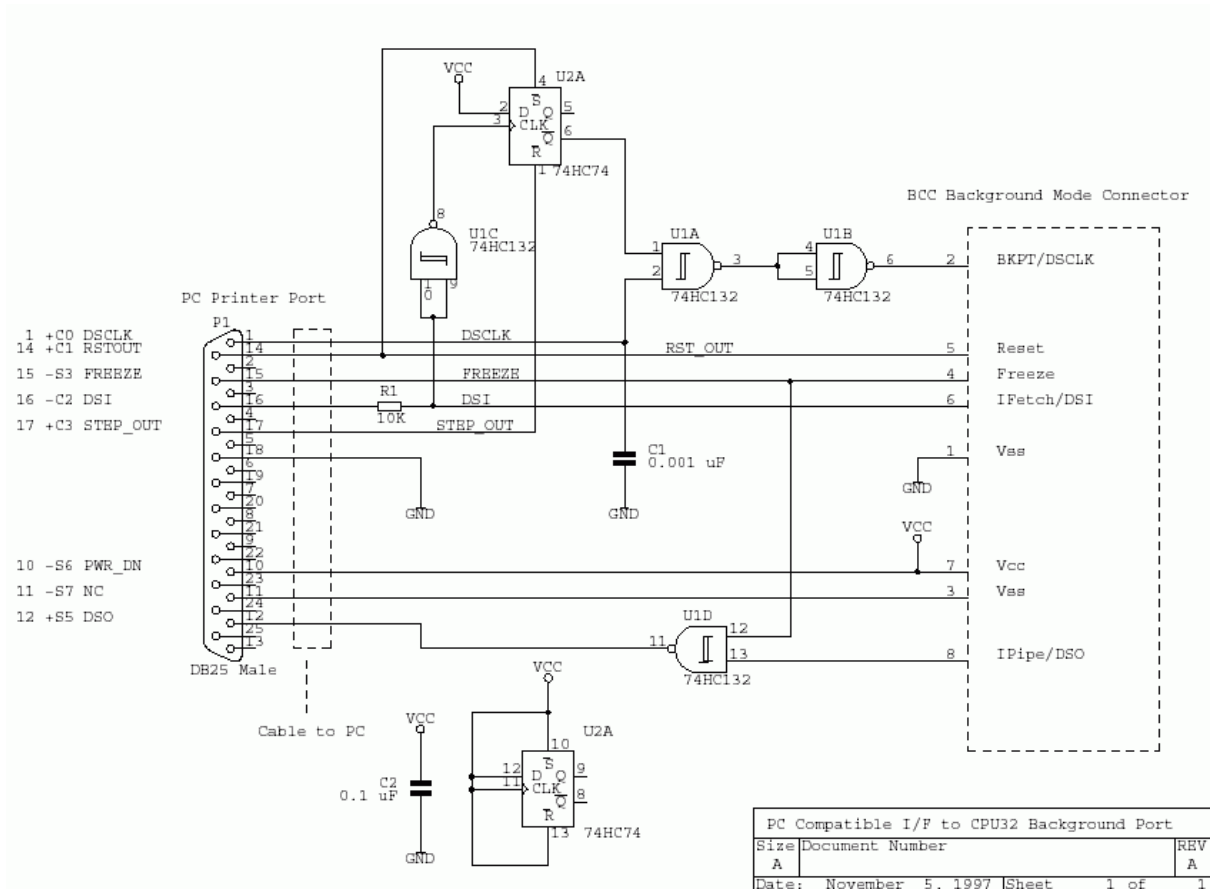 VCC
4
U2A
S
2 D Q 5
3 CLK
Q 6
R
1 74HC74
8
U1C
74HC132
1
0
9
BCC Background Mode Connector
U1A
1
2
3
74HC132
U1B
4
5
6
74HC132
2 BKPT/DSCLK
PC Printer Port
P1
1 +C0 DSCLK
14 +C1 RSTOUT
15 -S3 FREEZE
16 -C2 DSI
17 +C3 STEP_OUT
10 -S6 PWR_DN
11 -S7 NC
12 +S5 DSO
1
14
2
15
3
16
4
17
5
18
6
19
7
20
8
21
9
22
10
23
11
24
12
25
13
DB25 Male
Cable to PC
DSCLK
RST_OUT
FREEZE
R1
10K
DSI
STEP_OUT
5 Reset
4 Freeze
6 IFetch/DSI
C1
0.001 uF
GND
GND
1 Vss
GND
VCC
7 Vcc
3 Vss
U1D
11
12
13
74HC132
8 IPipe/DSO
VCC
C2
0.1 uF
GND
VCC
U2A
10
S
12 D Q 9
11 CLK
Q 8
R
13 74HC74
PC Compatible I/F to CPU32 Background Port
Size Document Number REV
A A
Date: November 5, 1997 Sheet 1 of 1